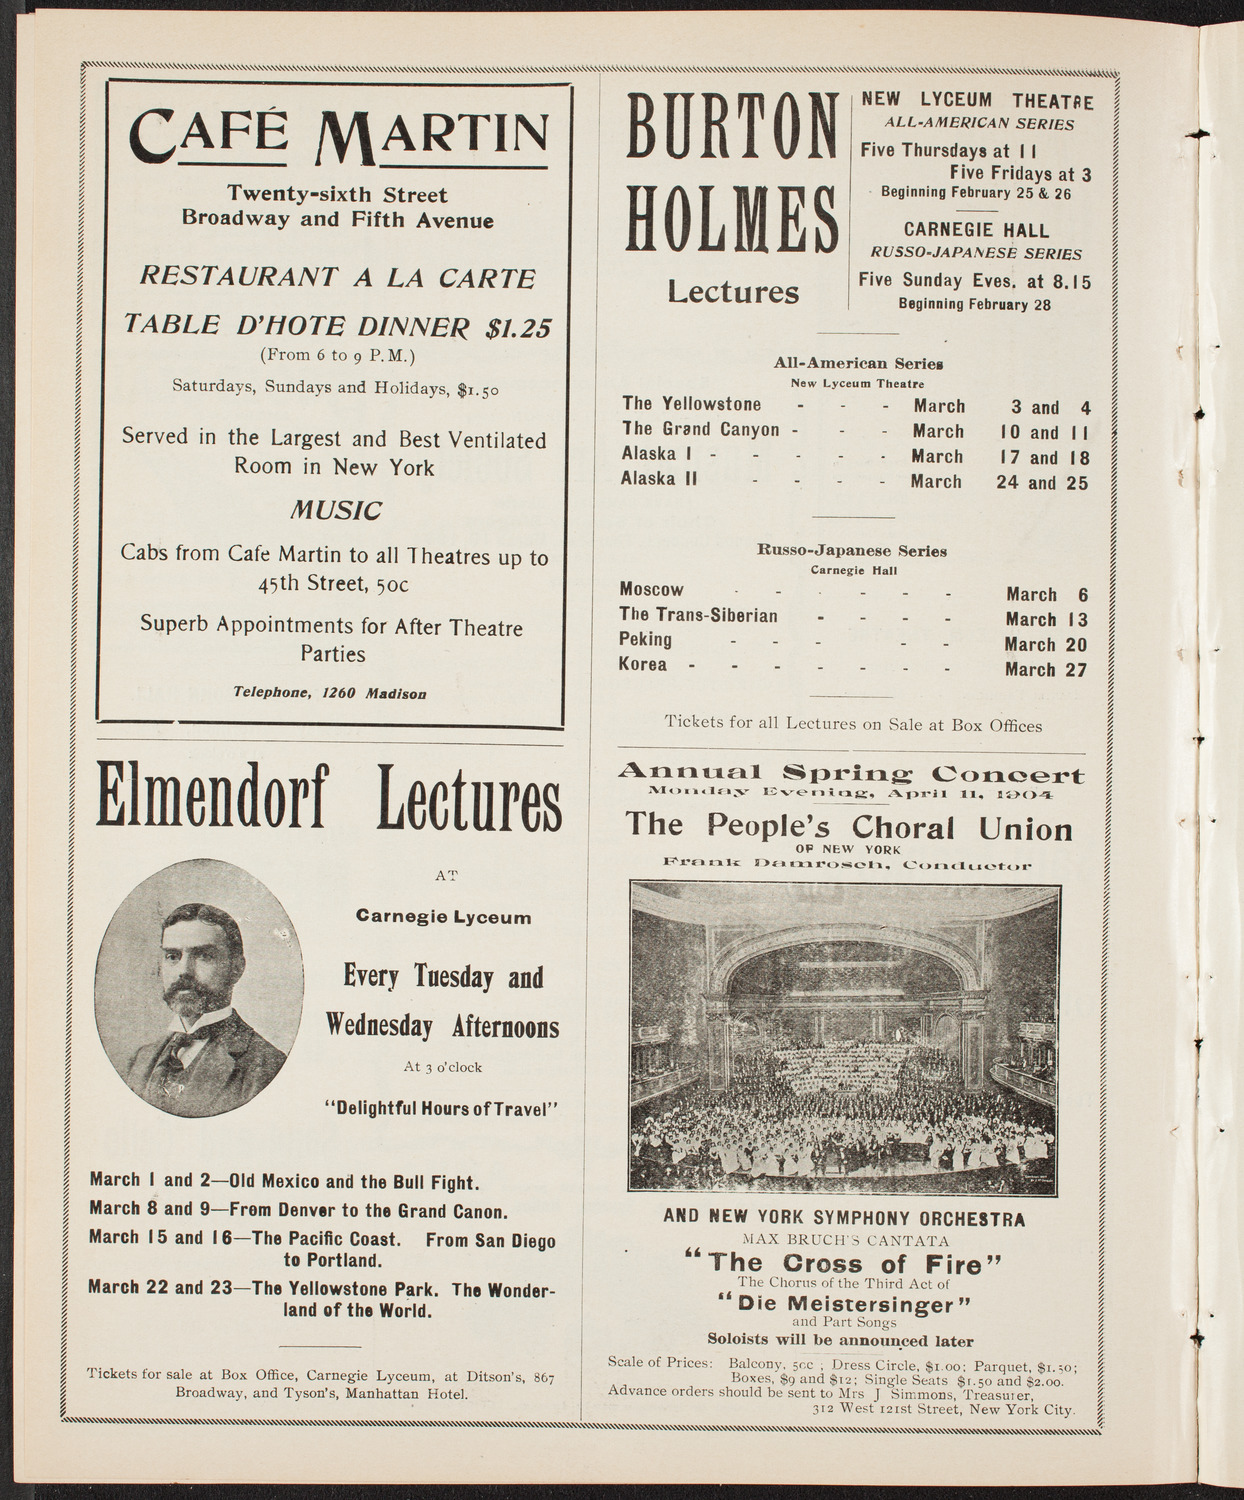 CAFÉ MARTIN
Twenty-sixth Street
Broadway and Fifth Avenue
RESTAURANT A LA CARTE
TABLE D'HOTE DINNER $1.25
(From 6 to 9 P.M.)
Saturdays, Sundays and Holidays, $1.50
Served in the Largest and Best Ventilated
Room in New York
MUSIC
Cabs from Cafe Martin to all Theatres up to
45th Street, 50c
Superb Appointments for After Theatre
Parties
Telephone, 1260 Madison
Elmendorf Lectures
AT
Carnegie Lyceum
Every Tuesday and
Wednesday Afternoons
At 3 o'clock
"Delightful Hours of Travel"
March 1 and 2—Old Mexico and the Bull Fight.
March 8 and 9—From Denver to the Grand Canon.
March 15 and 16—The Pacific Coast. From San Diego
to Portland.
March 22 and 23—The Yellowstone Park. The Wonder-
land of the World.
Tickets for sale at Box Office, Carnegie Lyceum, at Ditson's, 867
Broadway, and Tyson's, Manhattan Hotel.
BURTON
HOLMES
Lectures
NEW LYCEUM THEATRE
ALL-AMERICAN SERIES
Five Thursdays at 11
Five Fridays at 3
Beginning February 25 & 26
CARNEGIE HALL
RUSSO-JAPANESE SERIES
Five Sunday Eves. at 8.15
Beginning February 28
All-American Series
New Lyceum Theatre
The Yellowstone - - - March 3 and 4
The Grand Canyon - - - March 10 and 11
Alaska I - - - - - March 17 and 18
Alaska II - - - - March 24 and 25
Russo-Japanese Series
Carnegie Hall
Moscow - - - - - - March 6
The Trans-Siberian - - - - March 13
Peking - - - - - March 20
Korea - - - - - - - March 27
Tickets for all Lectures on Sale at Box Offices
Annual Spring Concert
Monday Evening, April 11, 1904
The People's Choral Union
OF NEW YORK
Frank Damrosch, Conductor
AND NEW YORK SYMPHONY ORCHESTRA
MAX BRUCH'S CANTATA
"The Cross of Fire"
The Chorus of the Third Act of
"Die Meistersinger"
and Part Songs
Soloists will be announced later
Scale of Prices: Balcony, 50c ; Dress Circle, $1.00; Parquet, $1.50;
Boxes, $9 and $12; Single Seats $1.50 and $2.00.
Advance orders should be sent to Mrs J Simmons, Treasurer,
312 West 121st Street, New York City.